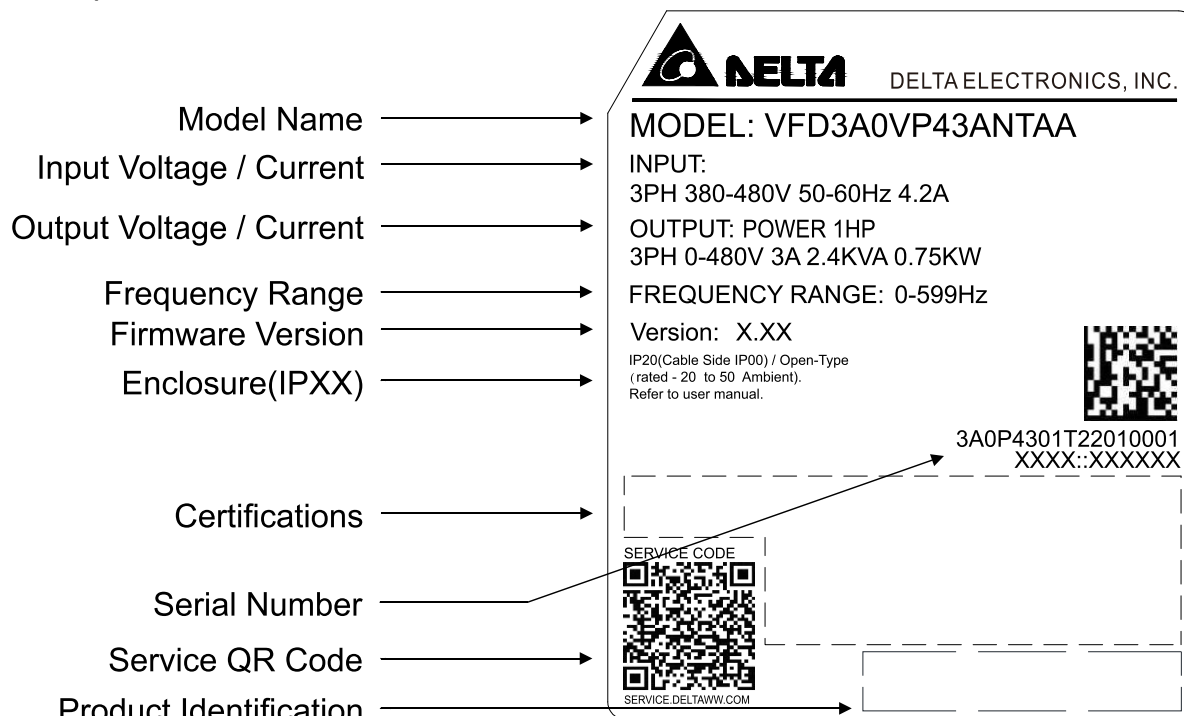 DELTA
DELTA ELECTRONICS, INC.
Model Name
MODEL: VFD3A0VP43ANTAA
Input Voltage / Current
INPUT:
3PH 380-480V 50-60Hz 4.2A
Output Voltage / Current
OUTPUT: POWER 1HP
3PH 0-480V 3A 2.4KVA 0.75KW
Frequency Range
FREQUENCY RANGE: 0-599Hz
Firmware Version
Version: X.XX
Enclosure(IPXX)
IP20(Cable Side IP00) / Open-Type
(rated - 20 to 50 Ambient).
Refer to user manual.
3A0P4301T22010001
XXXX::XXXXXX
Certifications
Serial Number
SERVICE CODE
Service QR Code
SERVICE.DELTAWW.COM
Product Identification